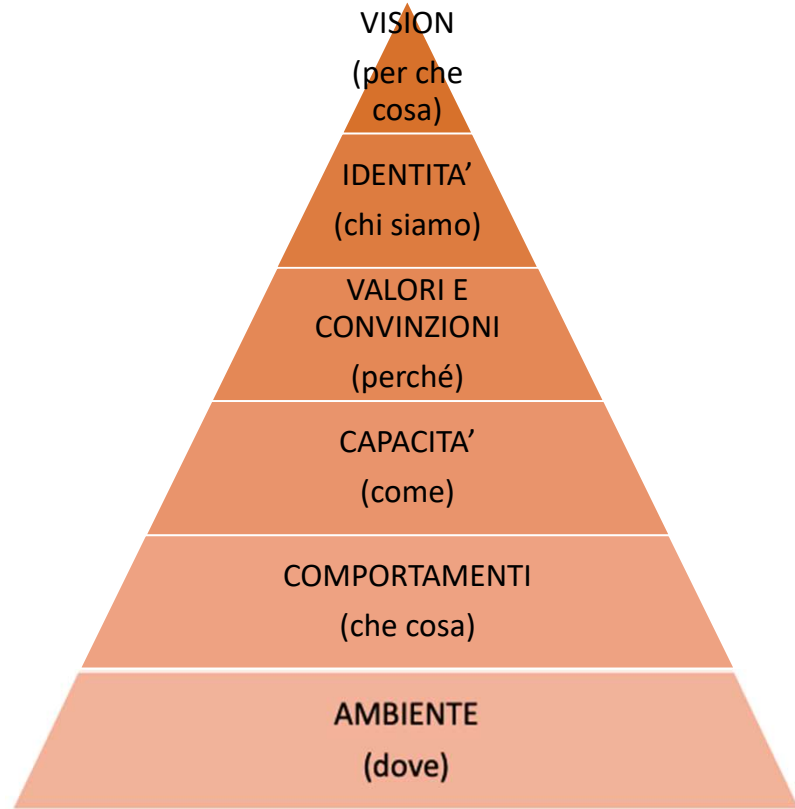 VISION
(per che
cosa)
IDENTITA’
(chi siamo)
VALORI E
CONVINZIONI
(perché)
CAPACITA’
(come)
COMPORTAMENTI
(che cosa)
AMBIENTE
(dove)